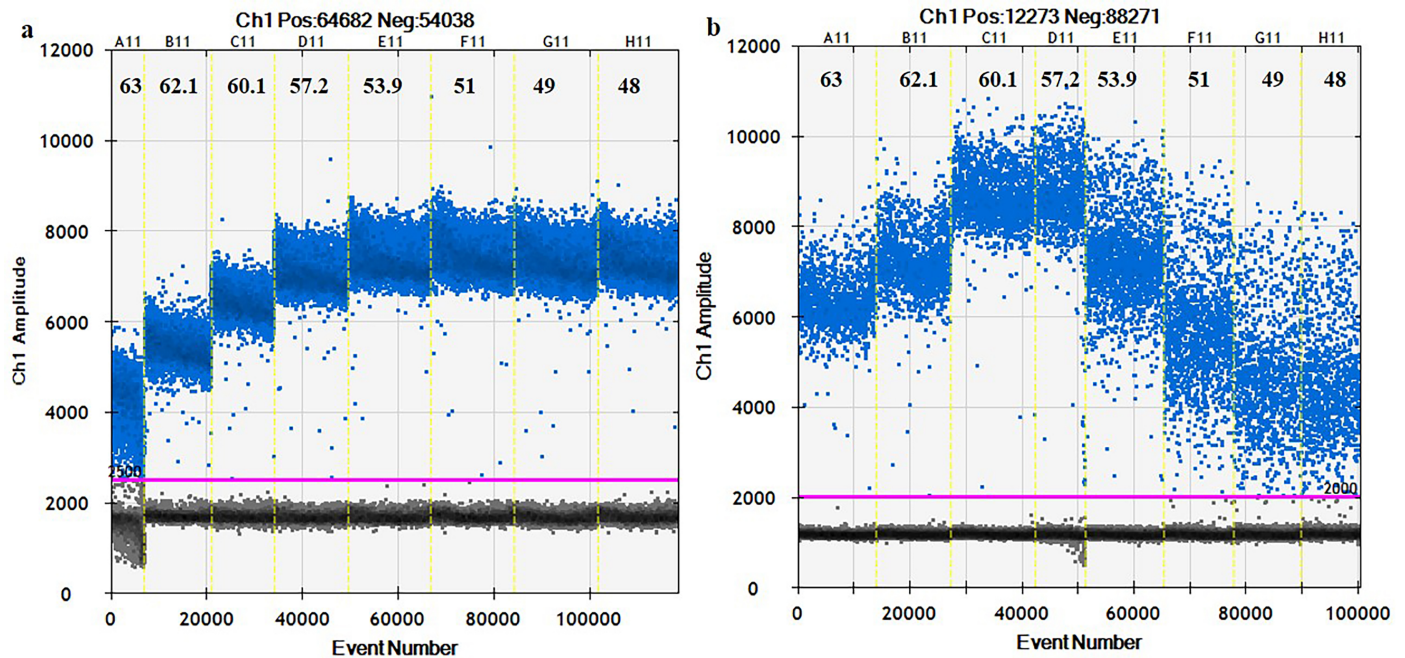 a
Ch1 Pos:64682 Neg:54038
A11 B11 C11 D11 E11 F11 G11 H11
63 62.1 60.1 57.2 53.9 51 49 48
12000
10000
8000
6000
4000
2500
2000
0
Ch1 Amplitude
0 20000 40000 60000 80000 100000
Event Number
b
Ch1 Pos:12273 Neg:88271
A11 B11 C11 D11 E11 F11 G11 H11
63 62.1 60.1 57.2 53.9 51 49 48
12000
10000
8000
6000
4000
2000
2000
0
Ch1 Amplitude
0 20000 40000 60000 80000 100000
Event Number